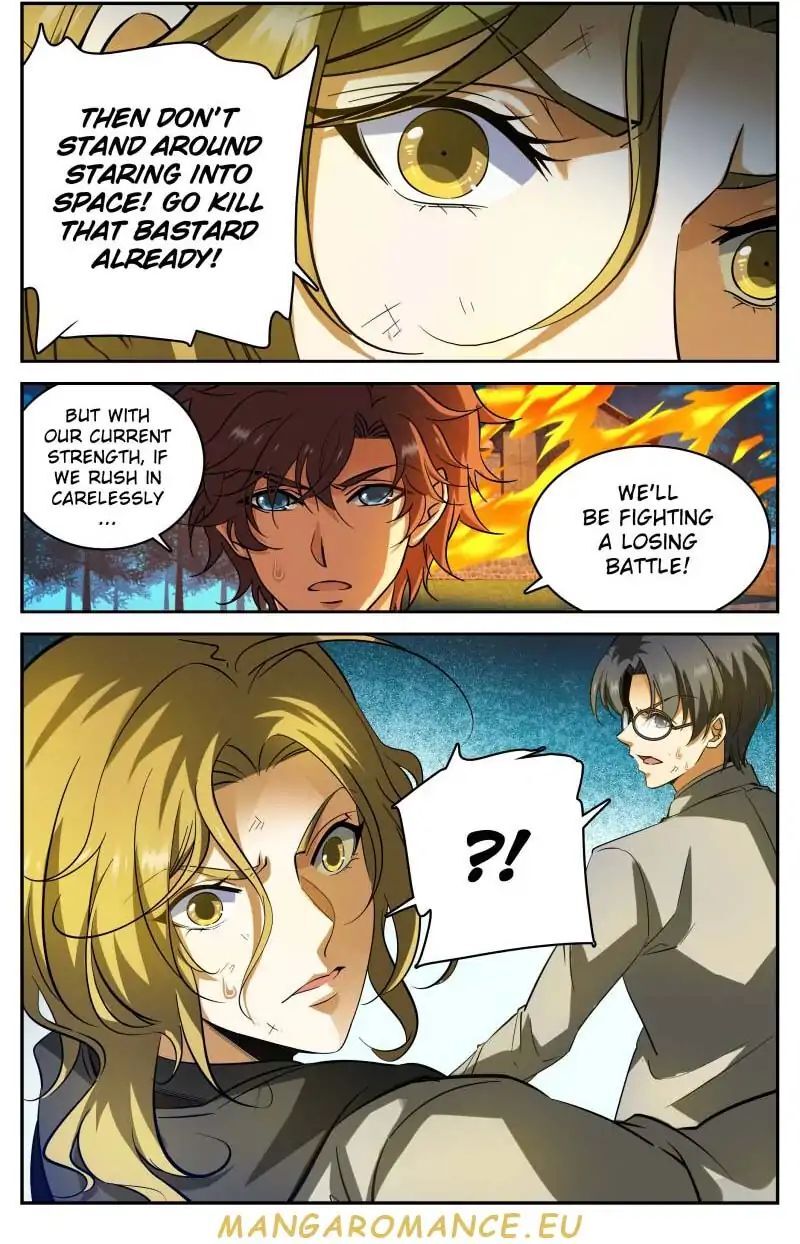 THEN DON'T
STAND AROUND
STARING INTO
SPACE! GO KILL
THAT BASTARD
ALREADY!
BUT WITH
OUR CURRENT
STRENGTH, IF
WE RUSH IN
CARELESSLY
...
WE'LL
BE FIGHTING
A LOSING
BATTLE!
?!
MANGAROMANCE.EU